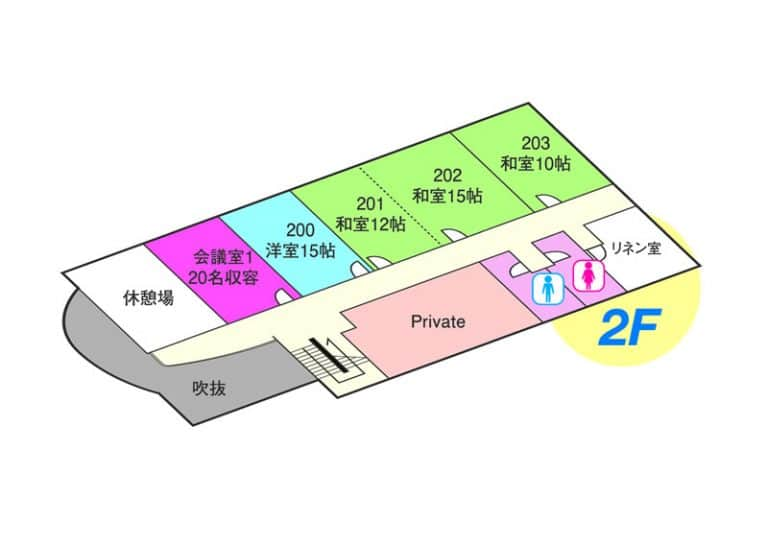 203
和室10帖
202
和室15帖
201
和室12帖
200
洋室15帖
会議室1
20名収容
休憩場
リネン室
Private
2F
吹抜